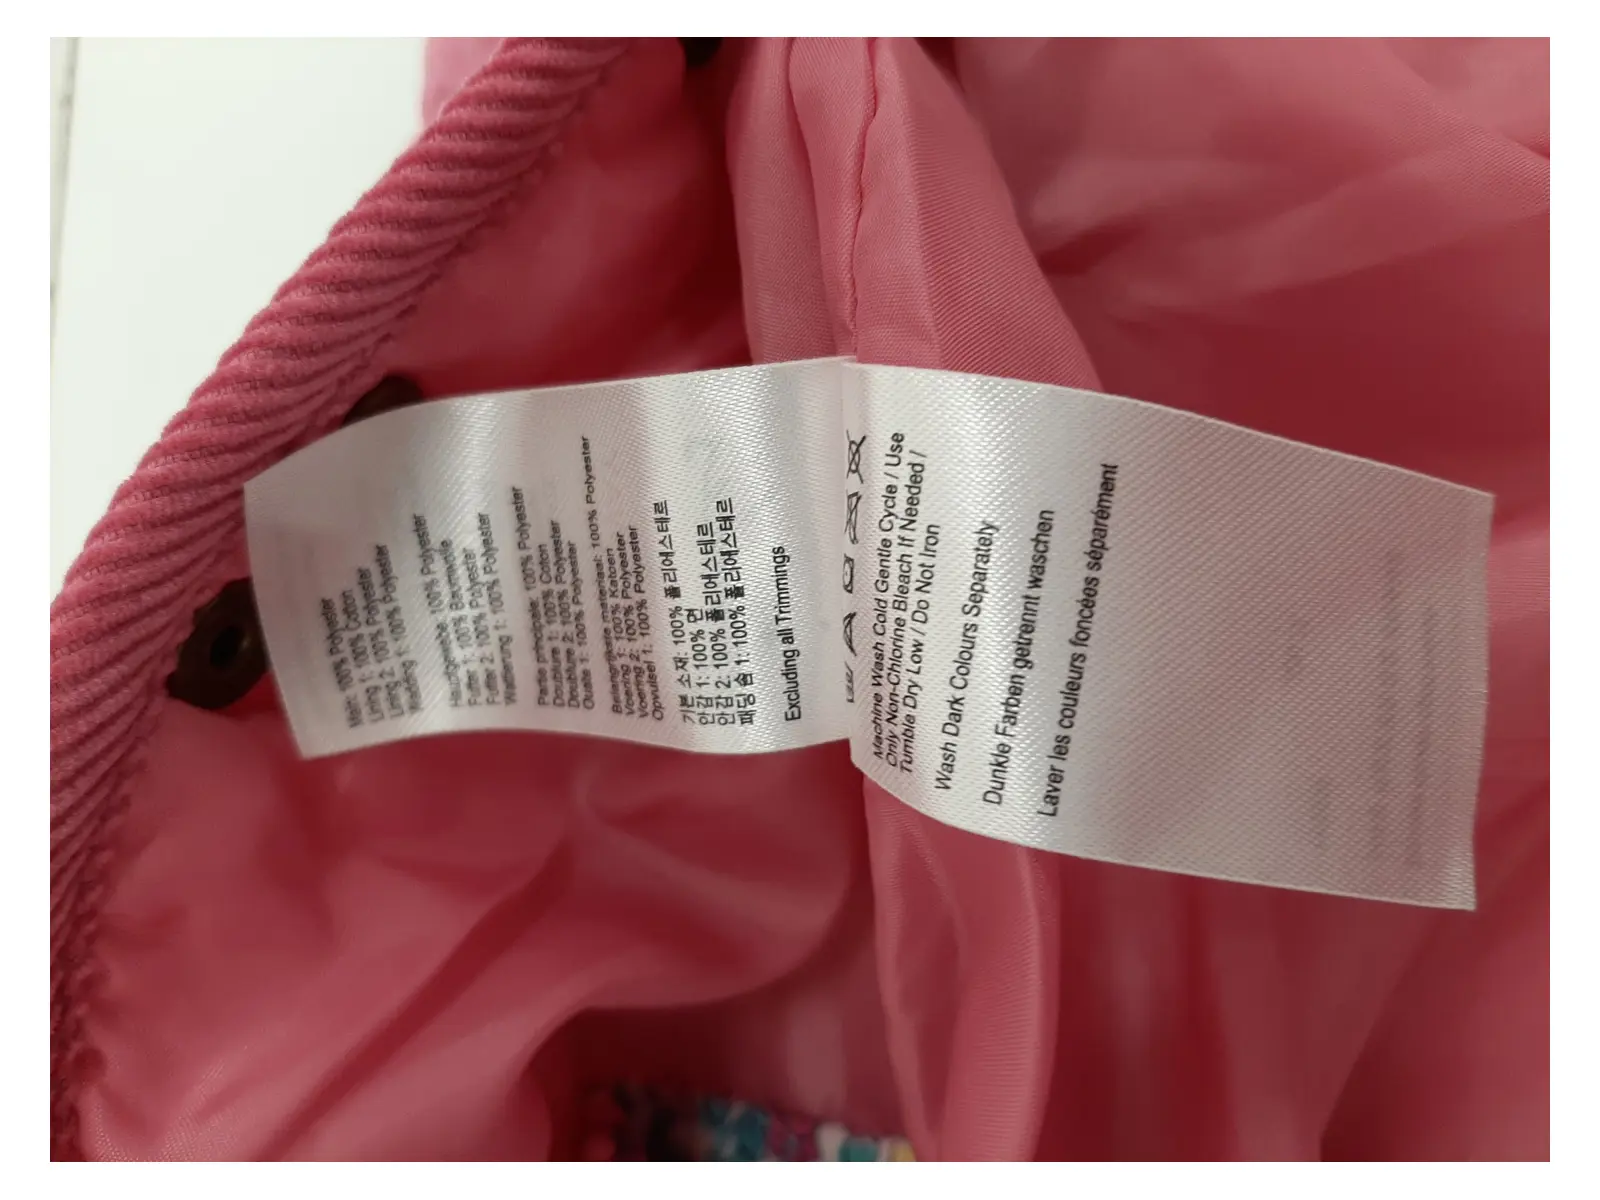 Main: 100% Polyester
Lining 1: 100% Cotton
Lining 2: 100% Polyester
Wadding 1: 100% Polyester
Hauptgewebe: 100% Polyester
Futter 1: 100% Baumwolle
Futter 2: 100% Polyester
Wattierung 1: 100% Polyester
Partie principale: 100% Polyester
Doublure 1: 100% Coton
Doublure 2: 100% Polyester
Ouate 1: 100% Polyester
Belangrijkste materiaal: 100% Polyester
Voering 1: 100% Katoen
Voering 2: 100% Polyester
Opvulsel 1: 100% Polyester
기본 소재: 100% 폴리에스테르
안감 1: 100% 면
안감 2: 100% 폴리에스테르
패딩 솜 1: 100% 폴리에스테르
Excluding all Trimmings
Machine Wash Cold Gentle Cycle / Use
Only Non-Chlorine Bleach If Needed /
Tumble Dry Low / Do Not Iron
Wash Dark Colours Separately
Dunkle Farben getrennt waschen
Laver les couleurs foncées séparément